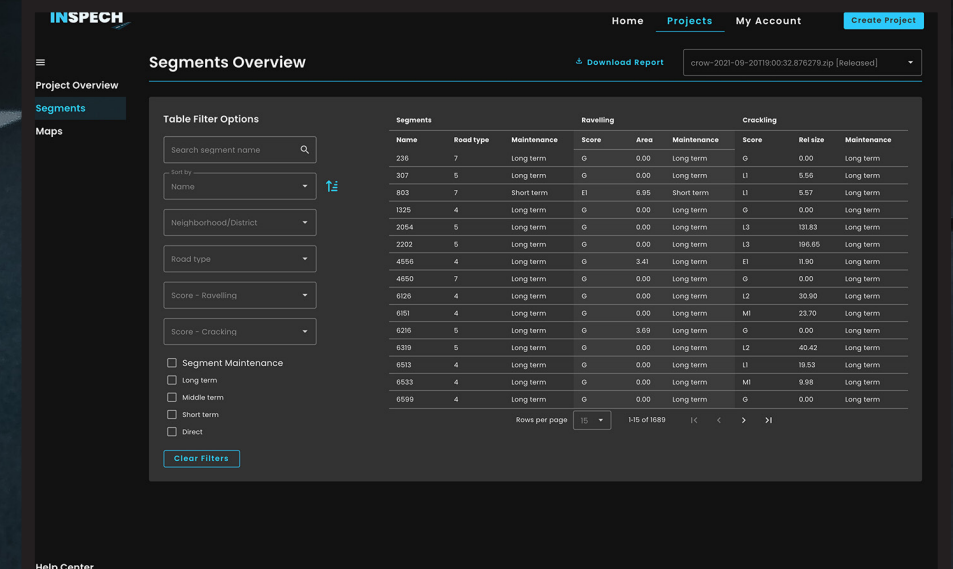 INSPECH
Home Projects My Account Create Project
Segments Overview
Download Report
crow-2021-09-20T19:00:32.876279.zip [Released]
Project Overview
Segments
Maps
Table Filter Options
Search segment name
Sort by
Name
Neighborhood/District
Road type
Score - Ravelling
Score - Cracking
Segment Maintenance
Long term
Middle term
Short term
Direct
Clear Filters
Segments Ravelling Crackling
Name Road type Maintenance Score Area Maintenance Score Rel size Maintenance
236 7 Long term G 0.00 Long term G 0.00 Long term
307 5 Long term G 0.00 Long term L1 5.56 Long term
803 7 Short term E1 6.95 Short term L1 5.57 Long term
1325 4 Long term G 0.00 Long term G 0.00 Long term
2054 5 Long term G 0.00 Long term L3 131.83 Long term
2202 5 Long term G 0.00 Long term L3 196.65 Long term
4556 4 Long term G 3.41 Long term E1 11.90 Long term
4650 7 Long term G 0.00 Long term G 0.00 Long term
6126 4 Long term G 0.00 Long term L2 30.90 Long term
6151 4 Long term G 0.00 Long term M1 23.70 Long term
6216 5 Long term G 3.69 Long term G 0.00 Long term
6319 5 Long term G 0.00 Long term L2 40.42 Long term
6513 4 Long term G 0.00 Long term L1 19.53 Long term
6533 4 Long term G 0.00 Long term M1 9.98 Long term
6599 4 Long term G 0.00 Long term G 0.00 Long term
Rows per page 15 1-15 of 1689
Help Center